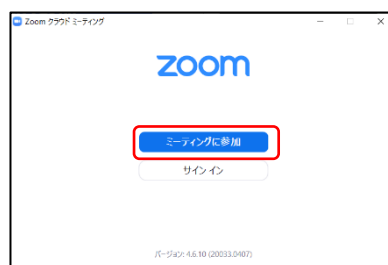 Zoom クラウド ミーティング
zoom
ミーティングに参加
サイン イン
バージョン: 4.6.10 (20033.0407)